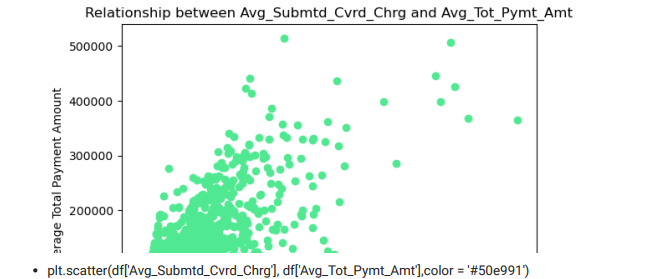 Relationship between Avg_Submtd_Cvrd_Chrg and Avg_Tot_Pymt_Amt
500000
400000
300000
200000
Total Payment Amount
• plt.scatter(df['Avg_Submtd_Cvrd_Chrg'], df['Avg_Tot_Pymt_Amt'],color = '#50e991')